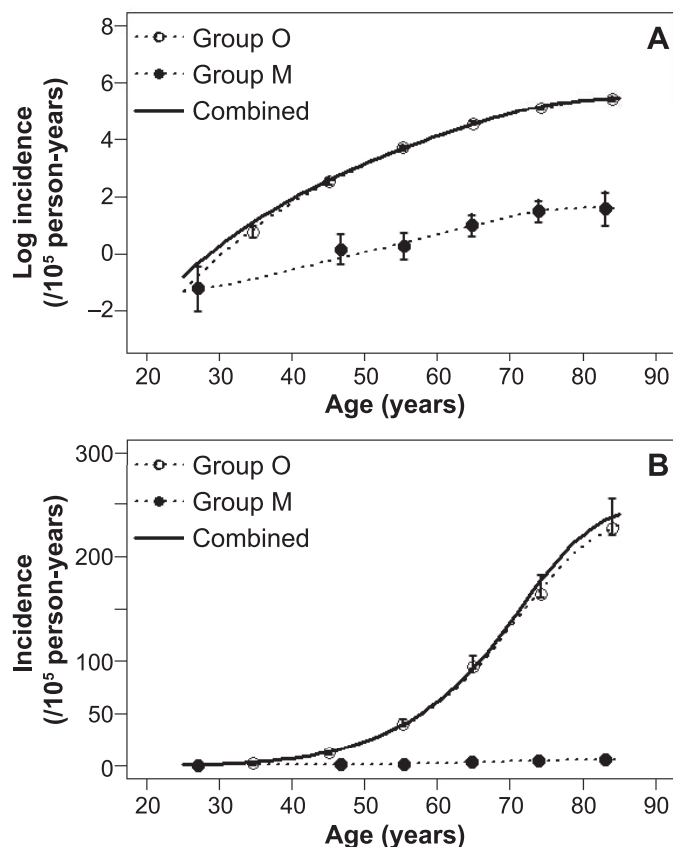 A
Group O
Group M
Combined
Log incidence
(/10⁵ person-years)
8
6
4
2
0
–2
20 30 40 50 60 70 80 90
Age (years)
B
Group O
Group M
Combined
Incidence
(/10⁵ person-years)
300
200
100
50
0
20 30 40 50 60 70 80 90
Age (years)